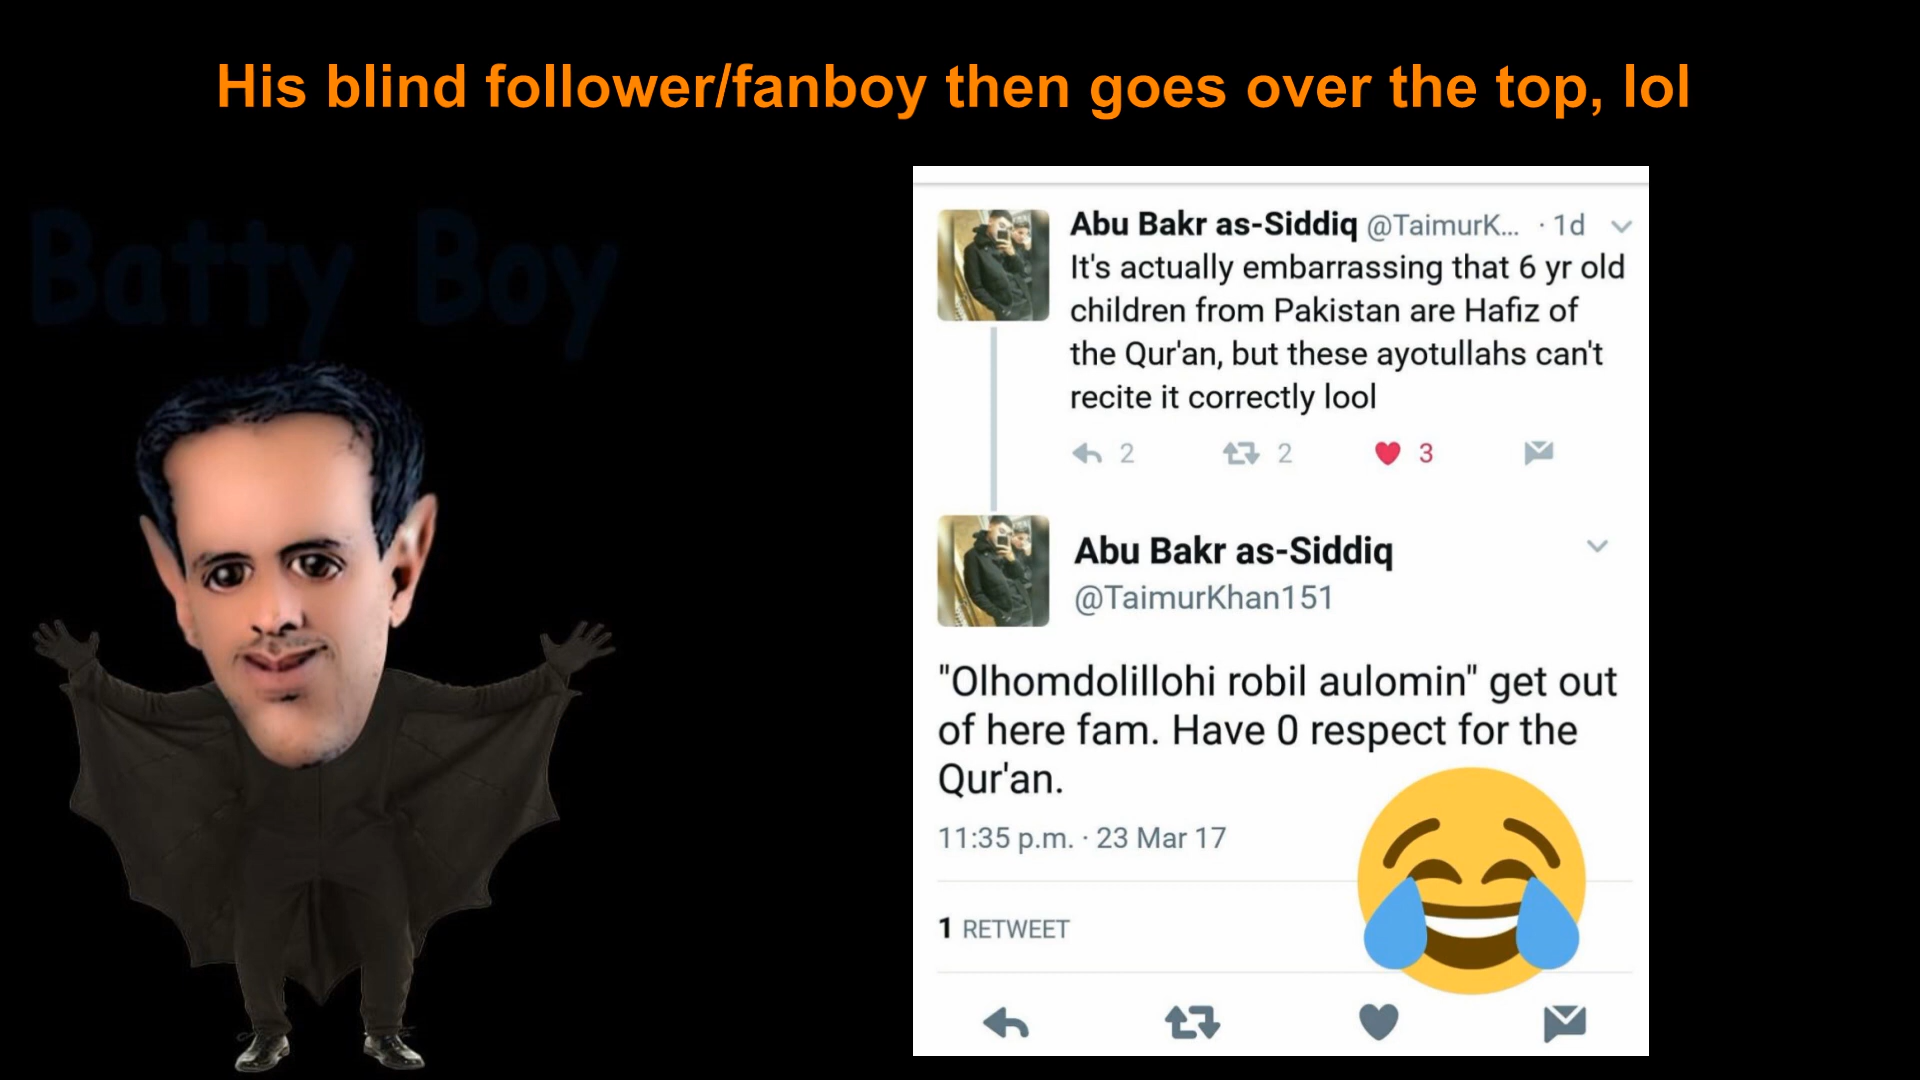 His blind follower/fanboy then goes over the top, lol
Batty Boy
Abu Bakr as-Siddiq @TaimurK... · 1d
It's actually embarrassing that 6 yr old
children from Pakistan are Hafiz of
the Qur'an, but these ayotullahs can't
recite it correctly lool
2 2 3
Abu Bakr as-Siddiq
@TaimurKhan151
"Olhomdolillohi robil aulomin" get out
of here fam. Have 0 respect for the
Qur'an.
11:35 p.m. · 23 Mar 17
1 RETWEET